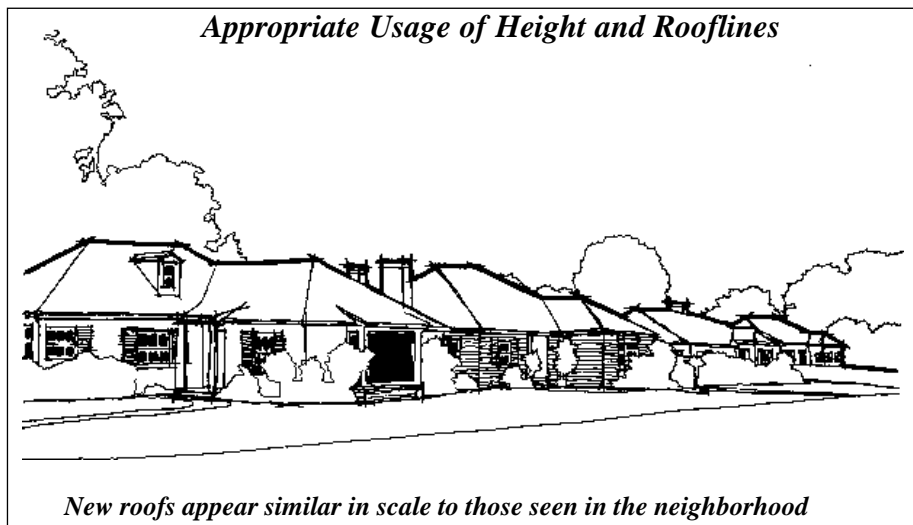 Appropriate Usage of Height and Rooflines
New roofs appear similar in scale to those seen in the neighborhood